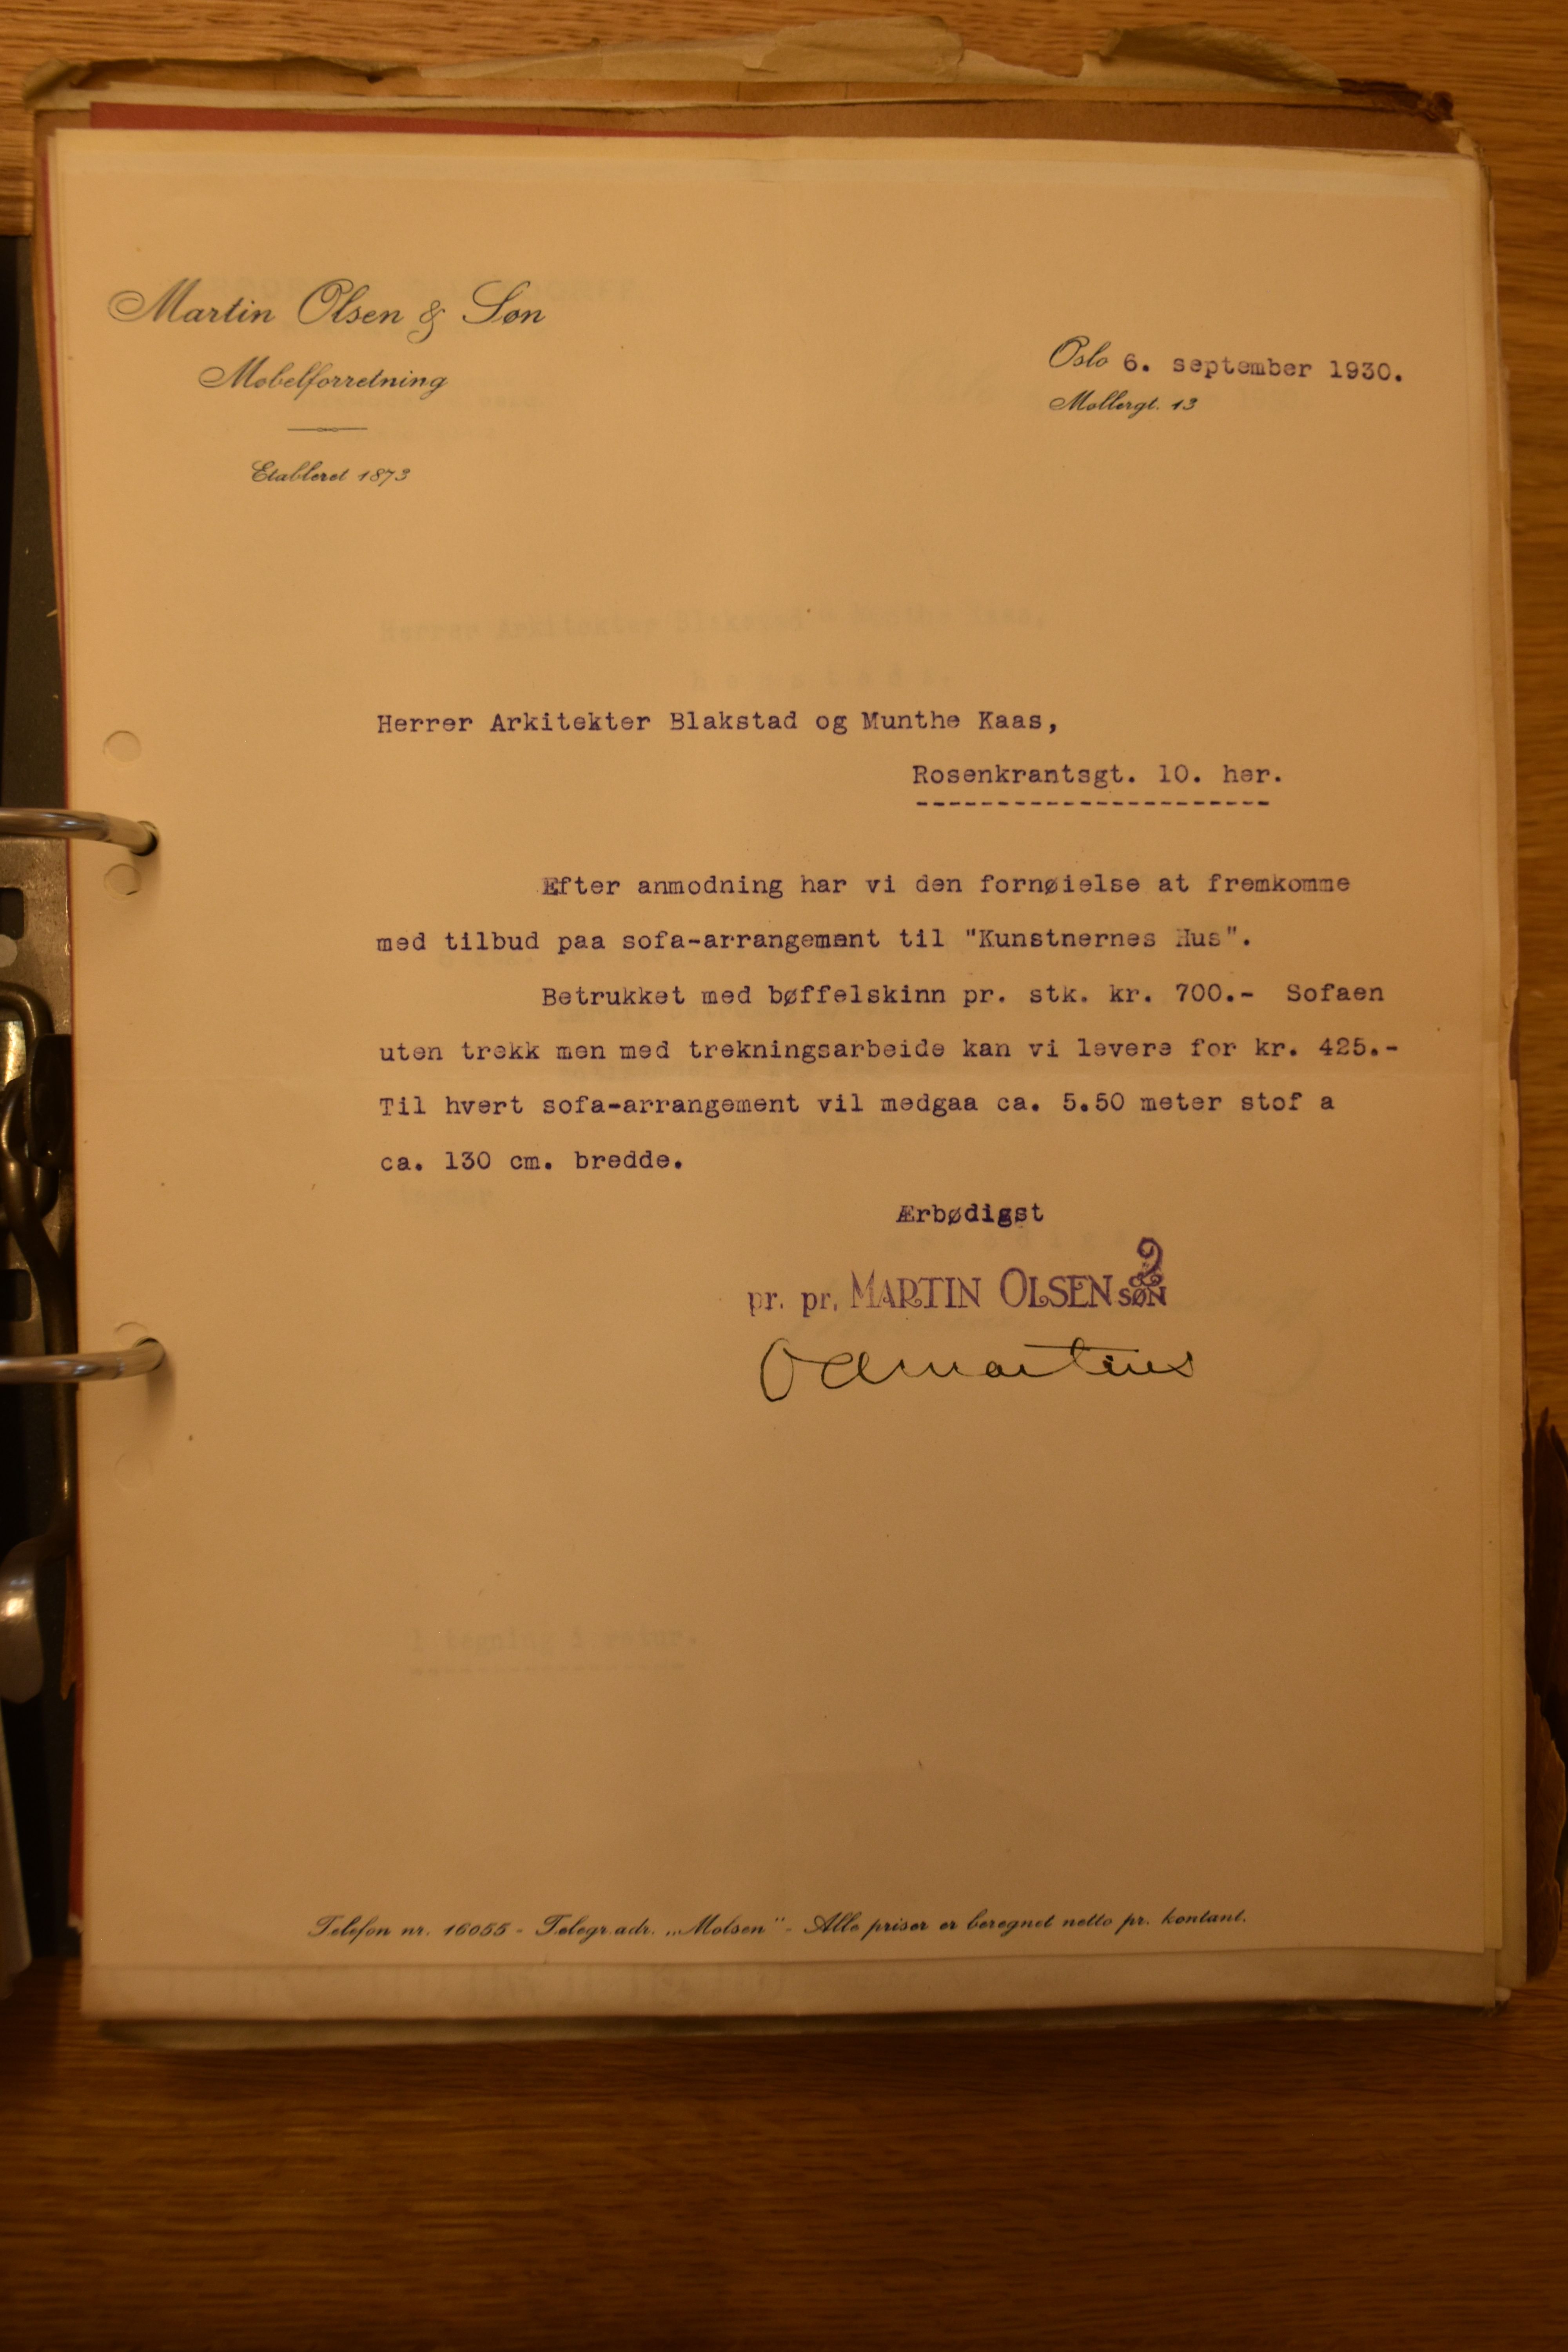 Martin Olsen & Søn
Møbelforretning
Etableret 1873
Oslo 6. september 1930.
Møllergt. 13
Herrer Arkitekter Blakstad og Munthe Kaas,
Rosenkrantsgt. 10. her.
Efter anmodning har vi den fornøielse at fremkomme
med tilbud paa sofa-arrangement til "Kunstnernes Hus".
Betrukket med bøffelskinn pr. stk. kr. 700.- Sofaen
uten trekk men med trekningsarbeide kan vi levere for kr. 425.-
Til hvert sofa-arrangement vil medgaa ca. 5.50 meter stof a
ca. 130 cm. bredde.
Ærbødigst
pr. pr. MARTIN OLSEN & SØN
1 tegning i retur.
Telefon nr. 16055 - Telegr.adr. „Molsen" - Alle priser er beregnet netto pr. kontant.